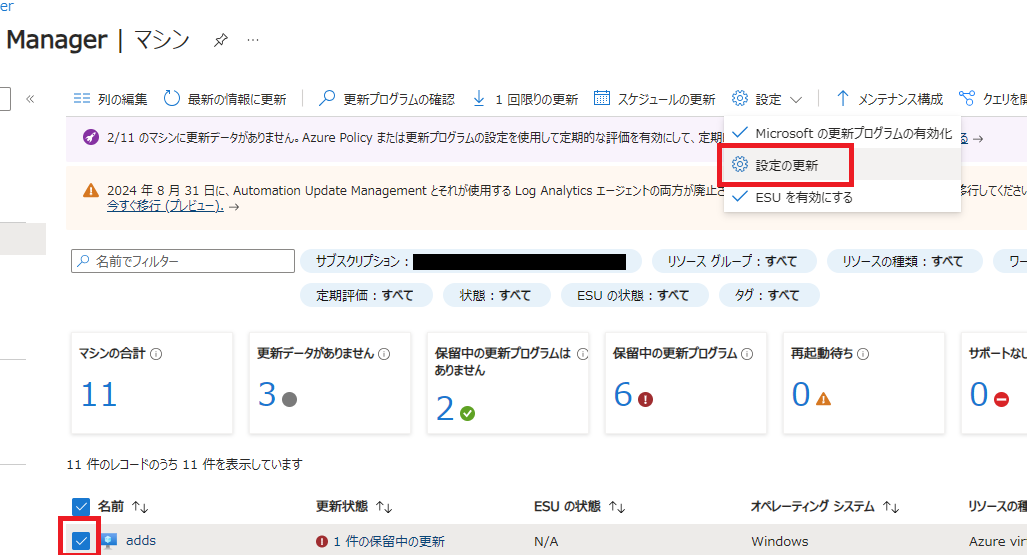 er
Manager | マシン
列の編集 最新の情報に更新 更新プログラムの確認 1 回限りの更新 スケジュールの更新 設定 メンテナンス構成 クエリを開
2/11 のマシンに更新データがありません。Azure Policy または更新プログラムの設定を使用して定期的な評価を有効にして、定期 る →
Microsoft の更新プログラムの有効化
設定の更新
ESU を有効にする
2024 年 8 月 31 日に、Automation Update Management とそれが使用する Log Analytics エージェントの両方が廃止さ 移行してください
今すぐ移行 (プレビュー)。 →
名前でフィルター サブスクリプション : リソース グループ : すべて リソースの種類 : すべて ワー
定期評価 : すべて 状態 : すべて ESU の状態 : すべて タグ : すべて
マシンの合計
11
更新データがありません
3
保留中の更新プログラムは
ありません
2
保留中の更新プログラム
6
再起動待ち
0
サポートなし
0
11 件のレコードのうち 11 件を表示しています
名前 ↑↓ 更新状態 ↑↓ ESU の状態 ↑↓ オペレーティング システム ↑↓ リソースの種
adds 1 件の保留中の更新 N/A Windows Azure virt